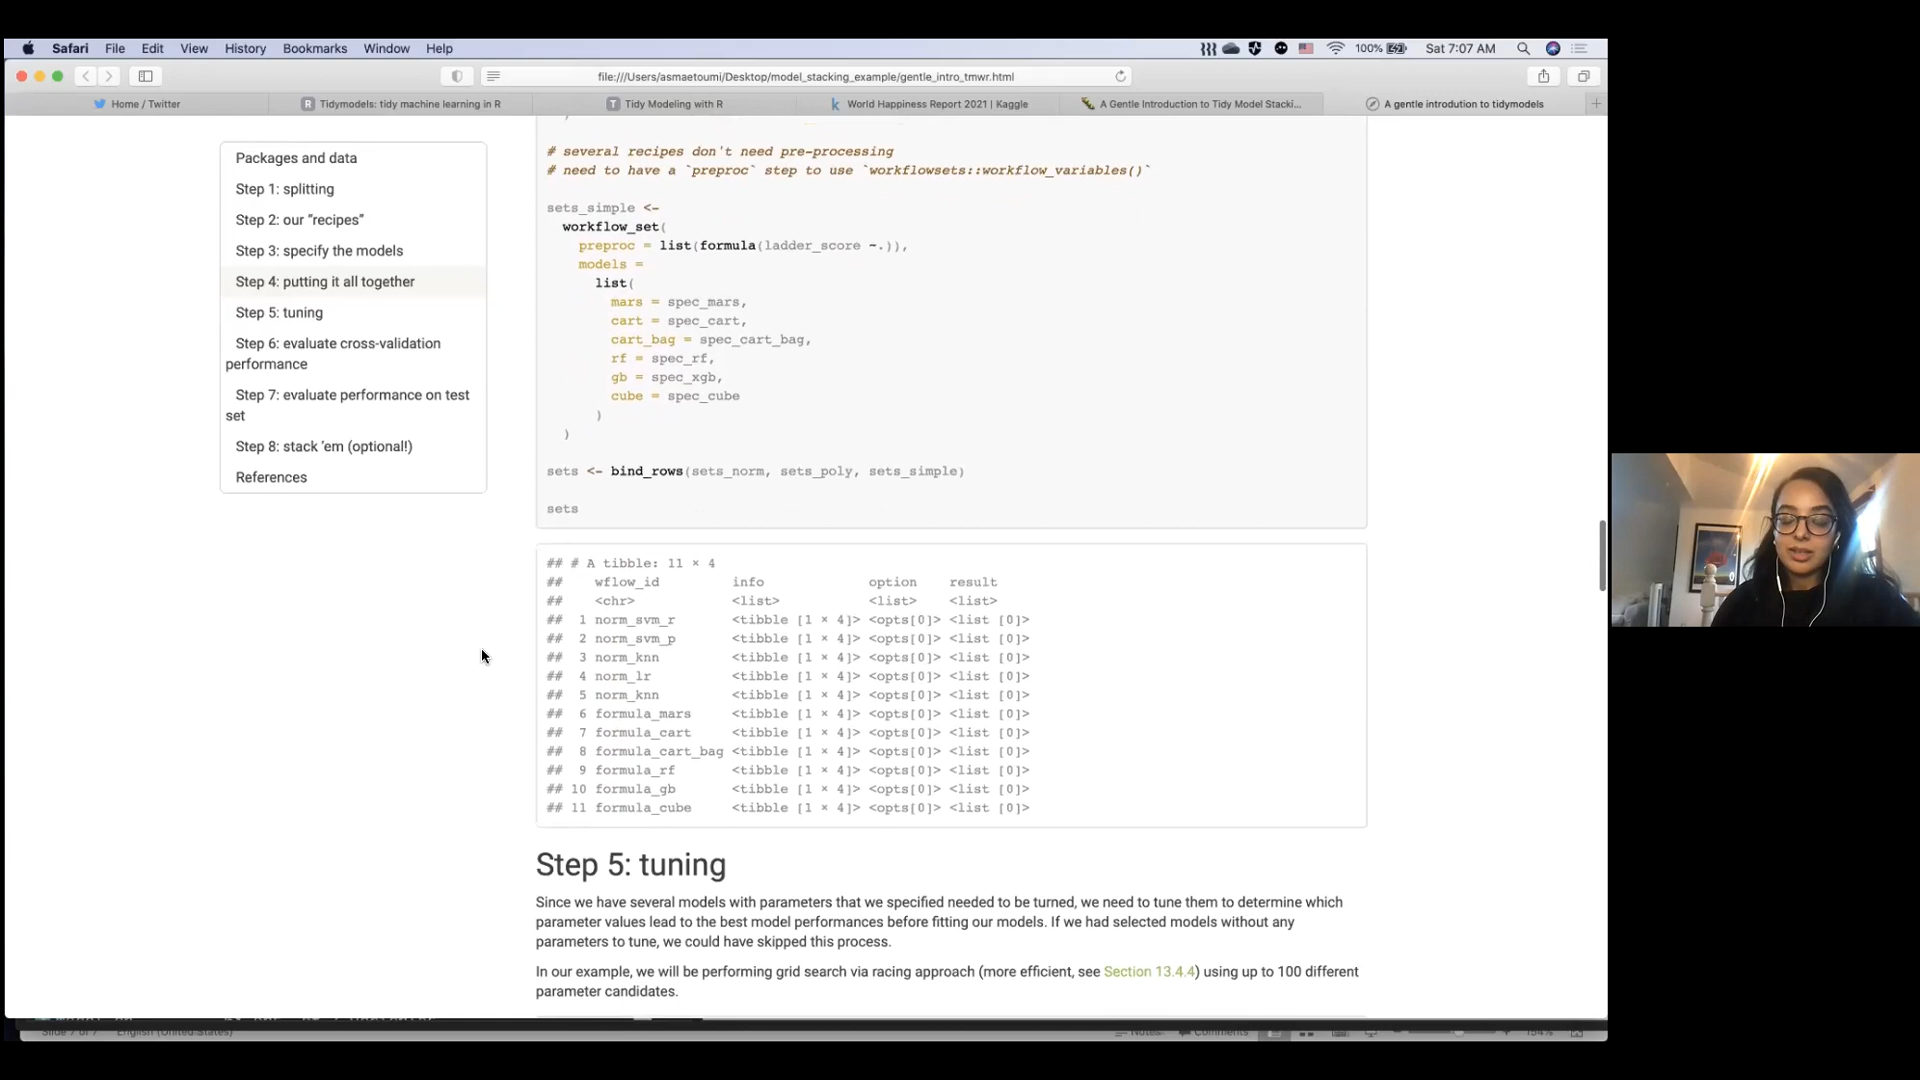 Safari File Edit View History Bookmarks Window Help 100% Sat 7:07 AM
file:///Users/asmaetoumi/Desktop/model_stacking_example/gentle_intro_tmwr.html
Home / Twitter
Tidymodels: tidy machine learning in R
Tidy Modeling with R
World Happiness Report 2021 | Kaggle
A Gentle Introduction to Tidy Model Stacki...
A gentle introdution to tidymodels
Packages and data
Step 1: splitting
Step 2: our “recipes”
Step 3: specify the models
Step 4: putting it all together
Step 5: tuning
Step 6: evaluate cross-validation
performance
Step 7: evaluate performance on test
set
Step 8: stack ’em (optional!)
References
# several recipes don't need pre-processing
# need to have a `preproc` step to use `workflowsets::workflow_variables()`
sets_simple <-
workflow_set(
preproc = list(formula(ladder_score ~.)),
models =
list(
mars = spec_mars,
cart = spec_cart,
cart_bag = spec_cart_bag,
rf = spec_rf,
gb = spec_xgb,
cube = spec_cube
)
)
sets <- bind_rows(sets_norm, sets_poly, sets_simple)
sets
## # A tibble: 11 × 4
## wflow_id info option result
## <chr> <list> <list> <list>
## 1 norm_svm_r <tibble [1 × 4]> <opts[0]> <list [0]>
## 2 norm_svm_p <tibble [1 × 4]> <opts[0]> <list [0]>
## 3 norm_knn <tibble [1 × 4]> <opts[0]> <list [0]>
## 4 norm_lr <tibble [1 × 4]> <opts[0]> <list [0]>
## 5 norm_knn <tibble [1 × 4]> <opts[0]> <list [0]>
## 6 formula_mars <tibble [1 × 4]> <opts[0]> <list [0]>
## 7 formula_cart <tibble [1 × 4]> <opts[0]> <list [0]>
## 8 formula_cart_bag <tibble [1 × 4]> <opts[0]> <list [0]>
## 9 formula_rf <tibble [1 × 4]> <opts[0]> <list [0]>
## 10 formula_gb <tibble [1 × 4]> <opts[0]> <list [0]>
## 11 formula_cube <tibble [1 × 4]> <opts[0]> <list [0]>
Step 5: tuning
Since we have several models with parameters that we specified needed to be turned, we need to tune them to determine which
parameter values lead to the best model performances before fitting our models. If we had selected models without any
parameters to tune, we could have skipped this process.
In our example, we will be performing grid search via racing approach (more efficient, see Section 13.4.4) using up to 100 different
parameter candidates.
Slide 7 of 7 English (United States) Notes Comments 154%